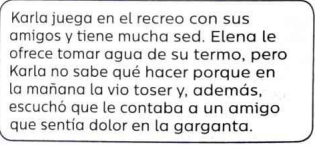 Karla juega en el recreo con sus
amigos y tiene mucha sed. Elena le
ofrece tomar agua de su termo, pero
Karla no sabe qué hacer porque en
la mañana la vio toser y, además,
escuchó que le contaba a un amigo
que sentía dolor en la garganta.